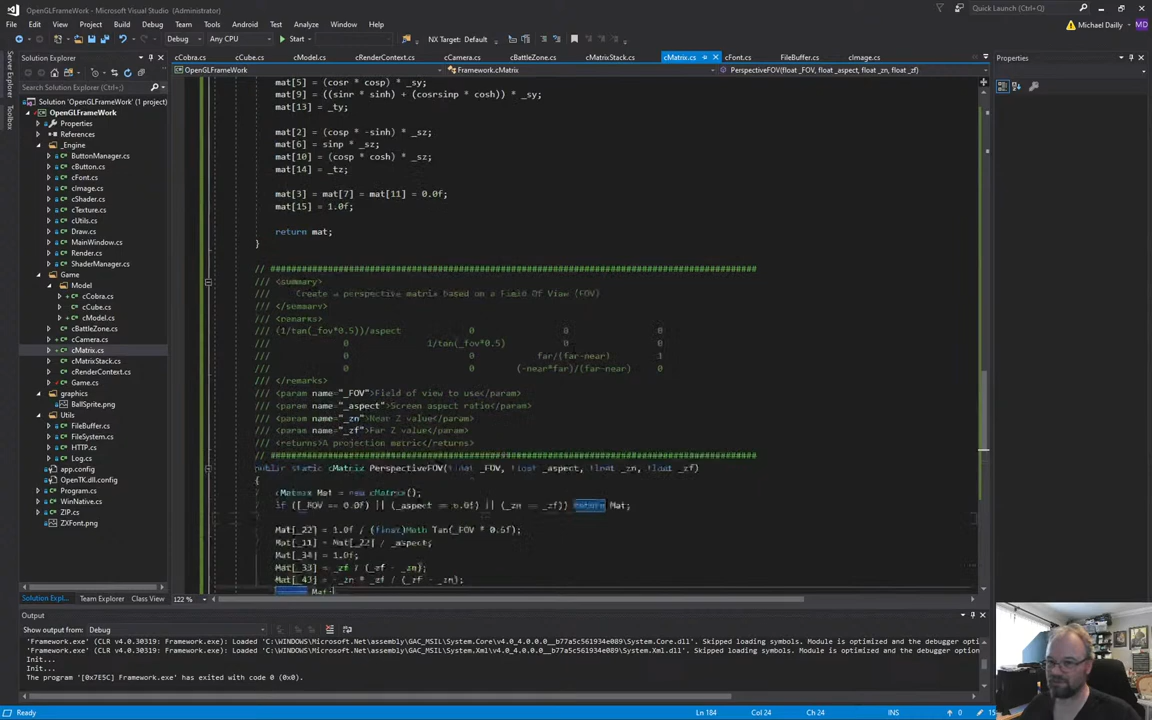 OpenGLFrameWork - Microsoft Visual Studio (Administrator)
Quick Launch (Ctrl+Q)
File Edit View Project Build Debug Team Tools Android Test Analyze Window Help
Michael Dailly MD
Debug Any CPU Start NX Target: Default
Server Explorer
Toolbox
Solution Explorer
Search Solution Explorer (Ctrl+;)
Solution 'OpenGLFrameWork' (1 project)
OpenGLFrameWork
Properties
References
_Engine
ButtonManager.cs
cButton.cs
cFont.cs
cImage.cs
cShader.cs
cTexture.cs
cUtils.cs
Draw.cs
MainWindow.cs
Render.cs
ShaderManager.cs
Game
Model
cCobra.cs
cCube.cs
cModel.cs
cBattleZone.cs
cCamera.cs
cMatrix.cs
cMatrixStack.cs
cRenderContext.cs
Game.cs
graphics
BallSprite.png
Utils
FileBuffer.cs
FileSystem.cs
HTTP.cs
Log.cs
app.config
OpenTK.dll.config
Program.cs
WinNative.cs
ZIP.cs
ZXFont.png
Solution Expl... Team Explorer Class View
cCobra.cs cCube.cs cModel.cs cRenderContext.cs cCamera.cs cBattleZone.cs cMatrixStack.cs cMatrix.cs cFont.cs FileBuffer.cs cImage.cs
OpenGLFrameWork Framework.cMatrix PerspectiveFOV(float _FOV, float _aspect, float _zn, float _zf)
mat[5] = (cosr * cosp) * _sy;
mat[9] = ((sinr * sinh) + (cosrsinp * cosh)) * _sy;
mat[13] = _ty;
mat[2] = (cosp * -sinh) * _sz;
mat[6] = sinp * _sz;
mat[10] = (cosp * cosh) * _sz;
mat[14] = _tz;
mat[3] = mat[7] = mat[11] = 0.0f;
mat[15] = 1.0f;
return mat;
}
/// <summary>
/// Create a perspective matrix based on a Field Of View (FOV)
/// </summary>
/// <remarks>
/// (1/tan(_fov*0.5))/aspect 0 0 0
/// 0 1/tan(_fov*0.5) 0 0
/// 0 0 far/(far-near) 1
/// 0 0 (-near*far)/(far-near) 0
/// </remarks>
/// <param name="_FOV">Field of view to use</param>
/// <param name="_aspect">Screen aspect ratio</param>
/// <param name="_zn">Near Z value</param>
/// <param name="_zf">Far Z value</param>
/// <returns>A projection matric</returns>
public static cMatrix PerspectiveFOV(float _FOV, float _aspect, float _zn, float _zf)
{
cMatrix Mat = new cMatrix();
if ((_FOV == 0.0f) || (_aspect == 0.0f) || (_zn == _zf)) return Mat;
Mat[_22] = 1.0f / (float)Math.Tan(_FOV * 0.5f);
Mat[_11] = Mat[_22] / _aspect;
Mat[_34] = 1.0f;
Mat[_33] = _zf / (_zf - _zn);
Mat[_43] = -_zn * _zf / (_zf - _zn);
return Mat;
122 %
Properties
Output
Show output from: Debug
'Framework.exe' (CLR v4.0.30319: Framework.exe): Loaded 'C:\WINDOWS\Microsoft.Net\assembly\GAC_MSIL\System.Core\v4.0_4.0.0.0__b77a5c561934e089\System.Core.dll'. Skipped loading symbols. Module is optimized and the debugger opti
'Framework.exe' (CLR v4.0.30319: Framework.exe): Loaded 'C:\WINDOWS\Microsoft.Net\assembly\GAC_MSIL\System.Xml\v4.0_4.0.0.0__b77a5c561934e089\System.Xml.dll'. Skipped loading symbols. Module is optimized and the debugger option
Init...
Init...
The program '[0x7E5C] Framework.exe' has exited with code 0 (0x0).
Ready Ln 184 Col 24 Ch 24 INS 0 15